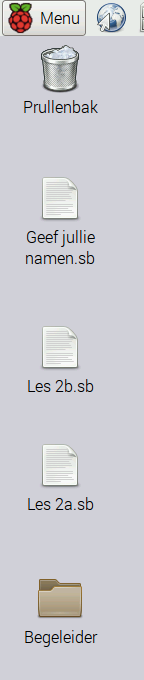 Menu
Prullenbak
Geef jullie
namen.sb
Les 2b.sb
Les 2a.sb
Begeleider